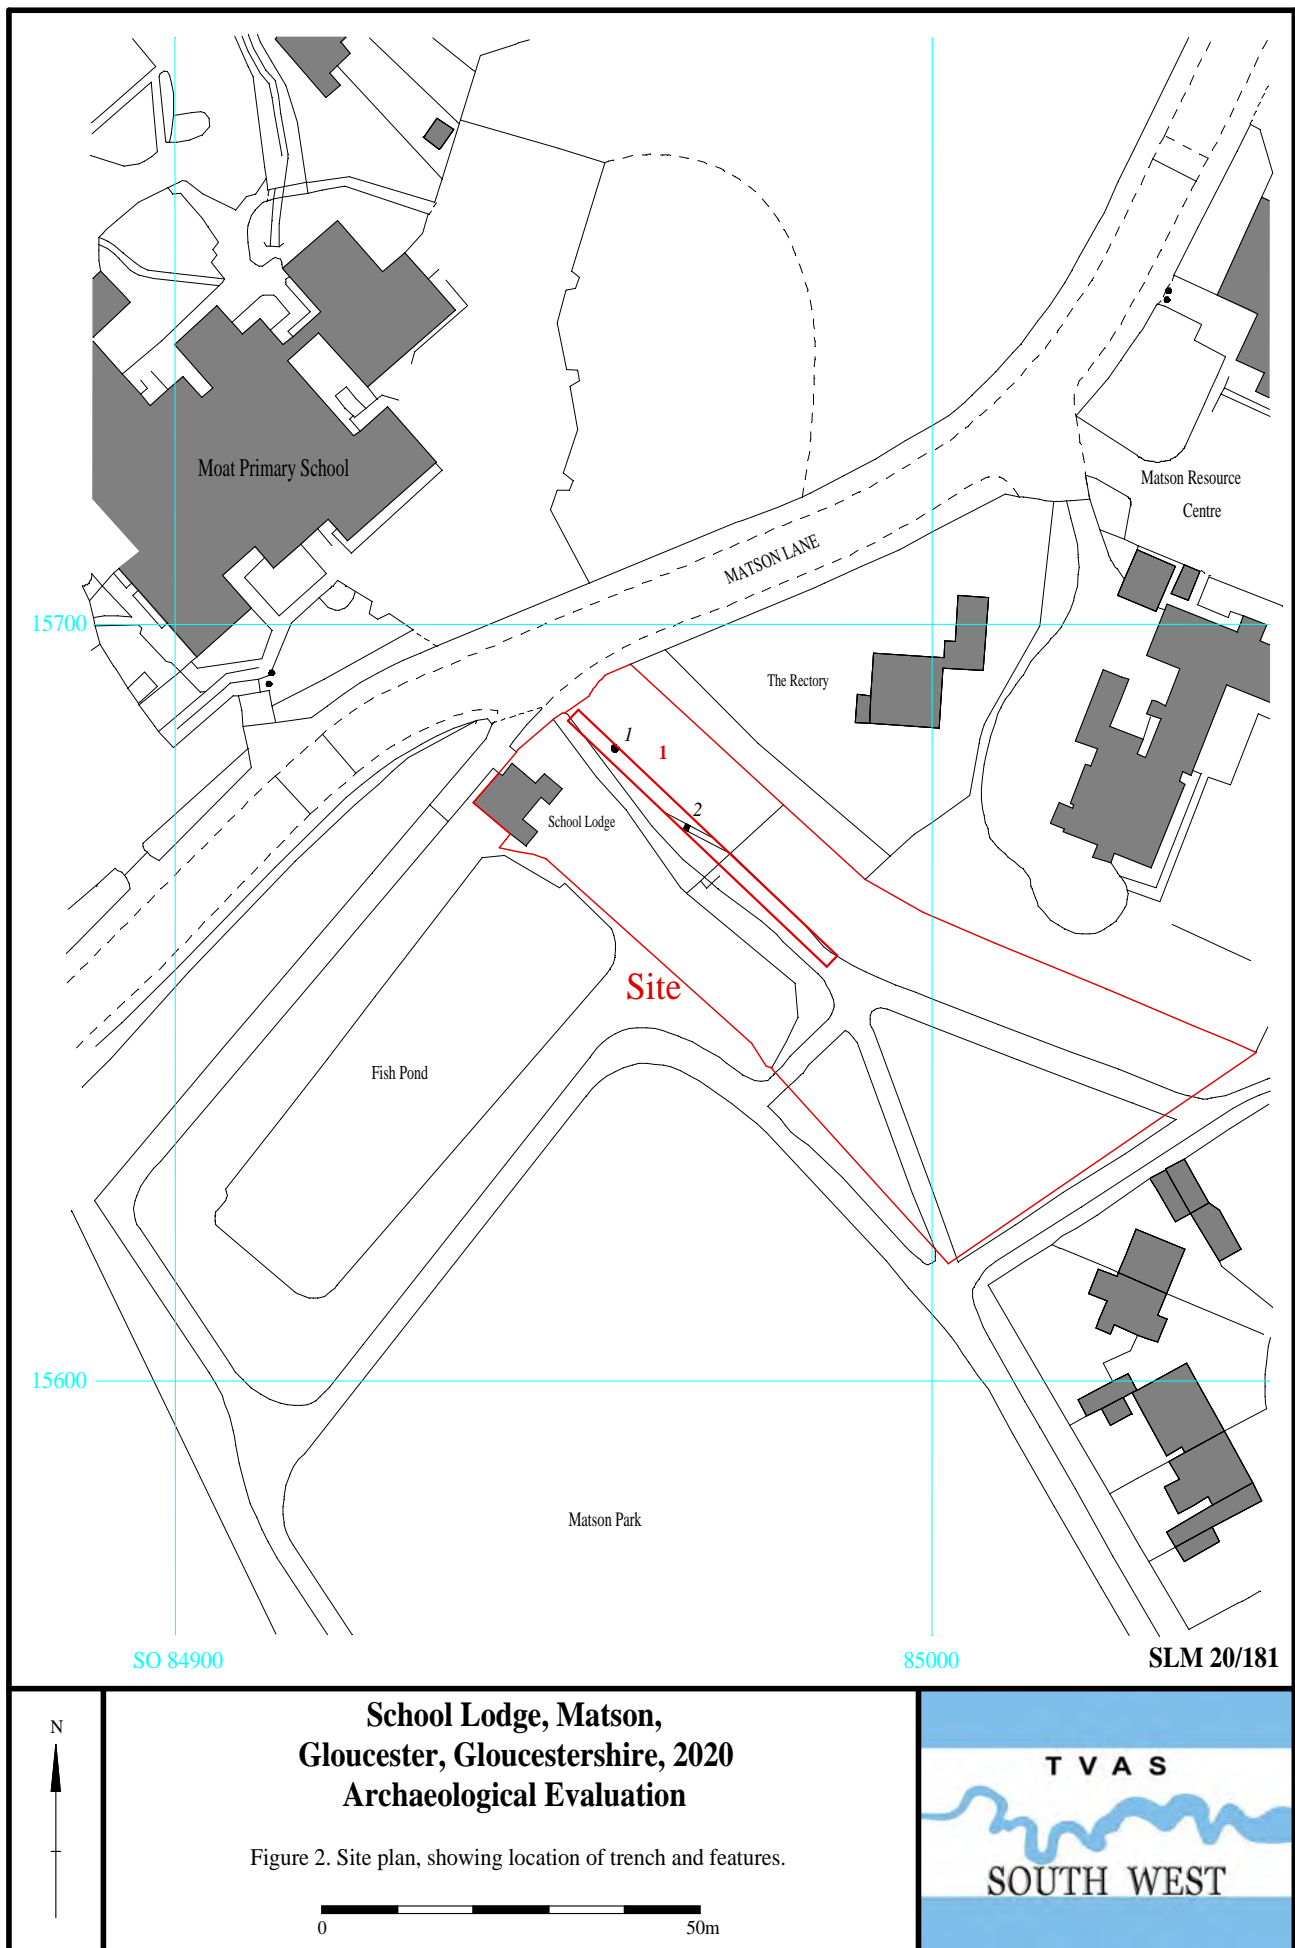 Moat Primary School
Matson Resource
Centre
MATSON LANE
15700
The Rectory
1
1
2
School Lodge
Site
Fish Pond
15600
Matson Park
SO 84900
85000
SLM 20/181
N
School Lodge, Matson,
Gloucester, Gloucestershire, 2020
Archaeological Evaluation
Figure 2. Site plan, showing location of trench and features.
0
50m
TVAS
SOUTH WEST